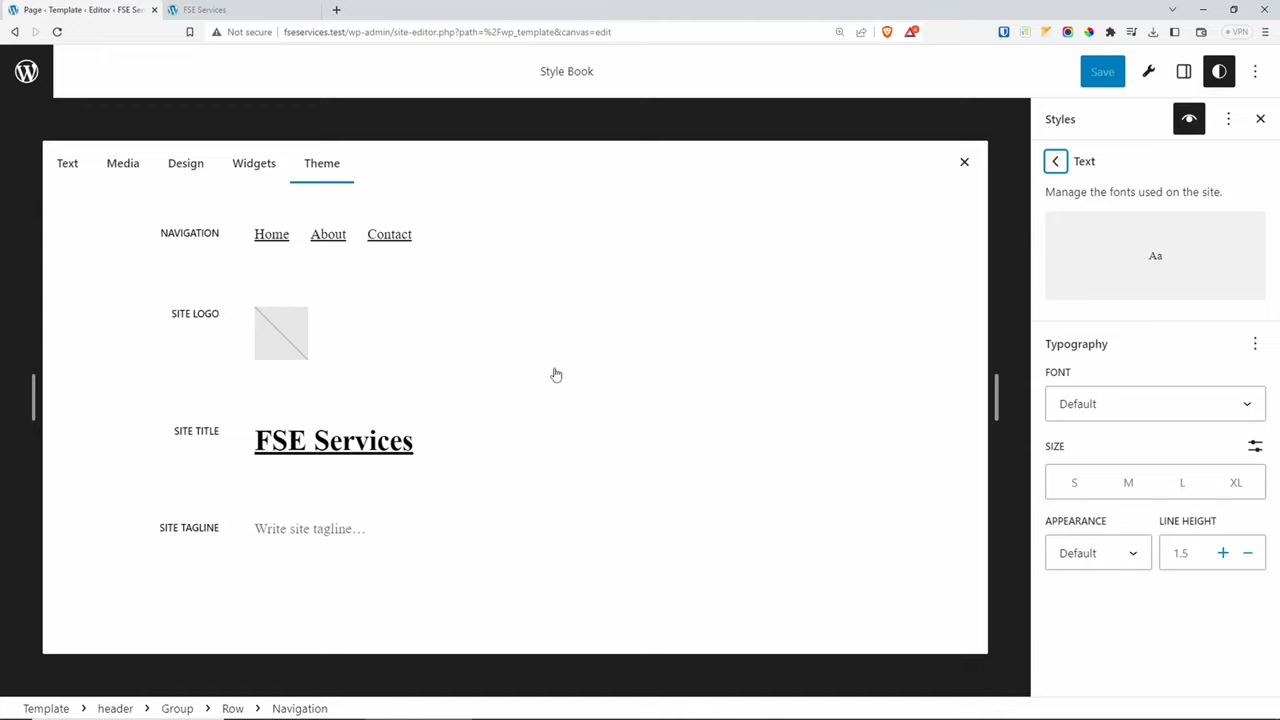 Page ‹ Template ‹ Editor ‹ FSE Ser
FSE Services
Not secure
fseservices.test/wp-admin/site-editor.php?path=%2Fwp_template&canvas=edit
VPN
Style Book
Save
Styles
Text
Media
Design
Widgets
Theme
Text
Manage the fonts used on the site.
Aa
NAVIGATION
Home
About
Contact
SITE LOGO
SITE TITLE
FSE Services
SITE TAGLINE
Write site tagline…
Typography
FONT
Default
SIZE
S
M
L
XL
APPEARANCE
LINE HEIGHT
Default
1.5
Template
header
Group
Row
Navigation